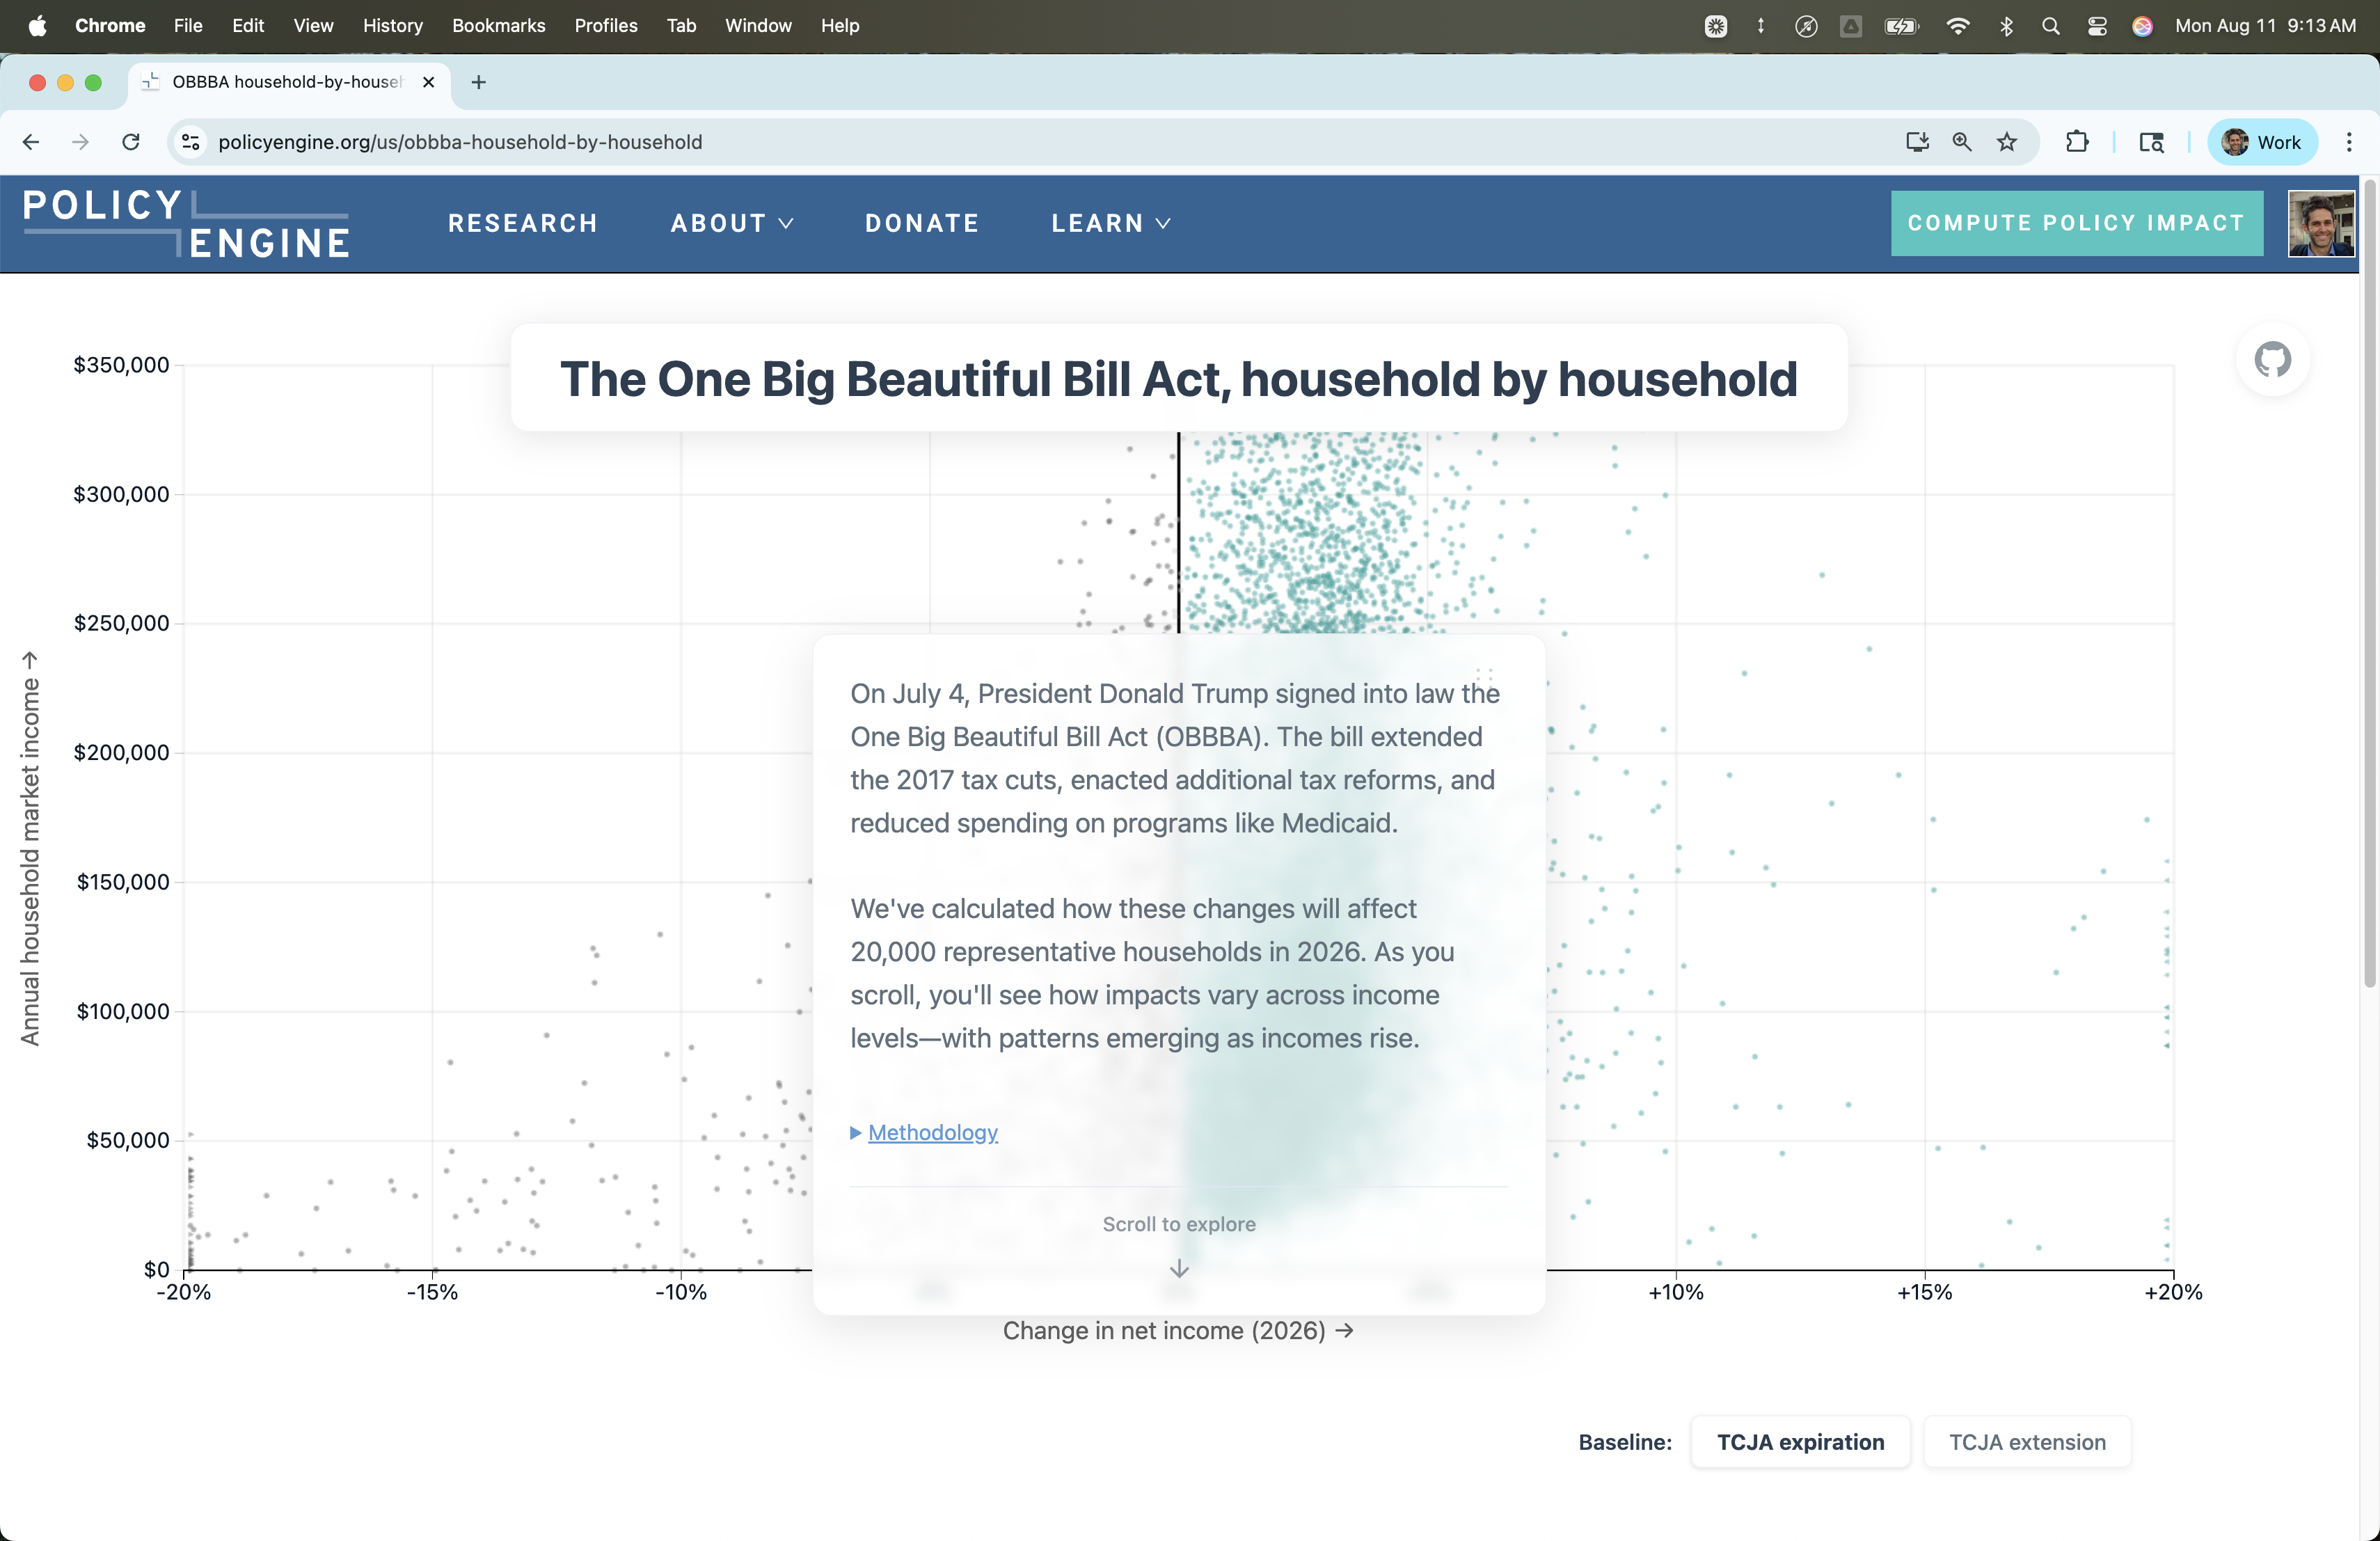 Chrome File Edit View History Bookmarks Profiles Tab Window Help Mon Aug 11 9:13 AM
OBBBA household-by-househ
policyengine.org/us/obbba-household-by-household
Work
POLICY ENGINE
RESEARCH ABOUT DONATE LEARN COMPUTE POLICY IMPACT
The One Big Beautiful Bill Act, household by household
$350,000
$300,000
$250,000
$200,000
$150,000
$100,000
$50,000
$0
Annual household market income →
On July 4, President Donald Trump signed into law the
One Big Beautiful Bill Act (OBBBA). The bill extended
the 2017 tax cuts, enacted additional tax reforms, and
reduced spending on programs like Medicaid.
We've calculated how these changes will affect
20,000 representative households in 2026. As you
scroll, you'll see how impacts vary across income
levels—with patterns emerging as incomes rise.
Methodology
Scroll to explore
-20% -15% -10% +10% +15% +20%
Change in net income (2026) →
Baseline: TCJA expiration TCJA extension